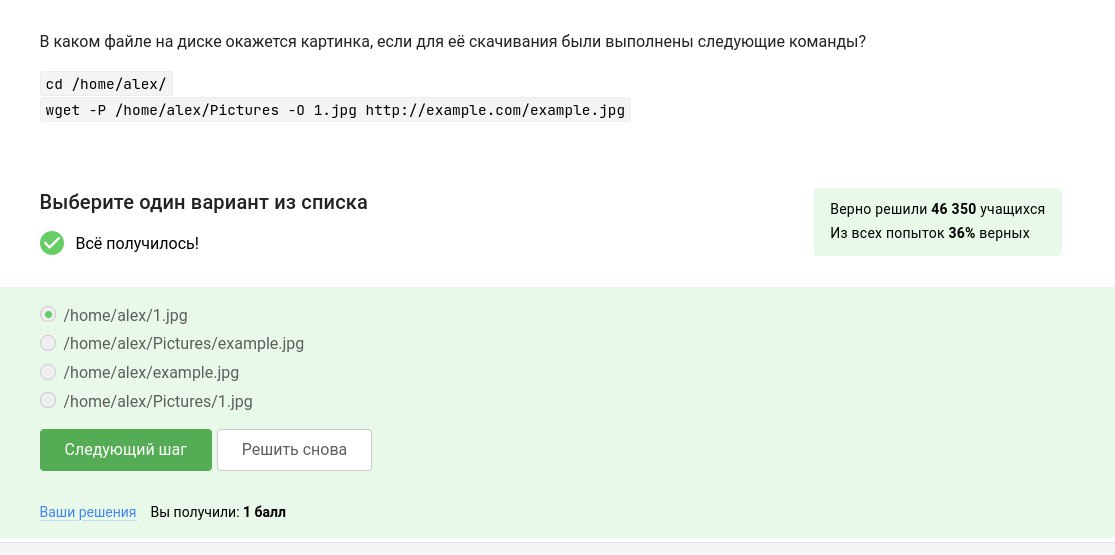 В каком файле на диске окажется картинка, если для её скачивания были выполнены следующие команды?
cd /home/alex/
wget -P /home/alex/Pictures -O 1.jpg http://example.com/example.jpg
Выберите один вариант из списка
Верно решили 46 350 учащихся
Из всех попыток 36% верных
Всё получилось!
/home/alex/1.jpg
/home/alex/Pictures/example.jpg
/home/alex/example.jpg
/home/alex/Pictures/1.jpg
Следующий шаг
Решить снова
Ваши решения Вы получили: 1 балл